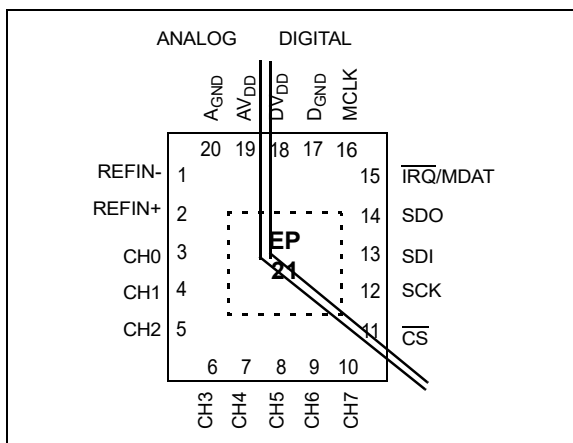 ANALOG DIGITAL
AGND AVDD DVDD DGND MCLK
20 19 18 17 16
REFIN- 1 15 IRQ/MDAT
REFIN+ 2 14 SDO
EP
CH0 3 13 SDI
21
CH1 4 12 SCK
CH2 5 11 CS
6 7 8 9 10
CH3 CH4 CH5 CH6 CH7